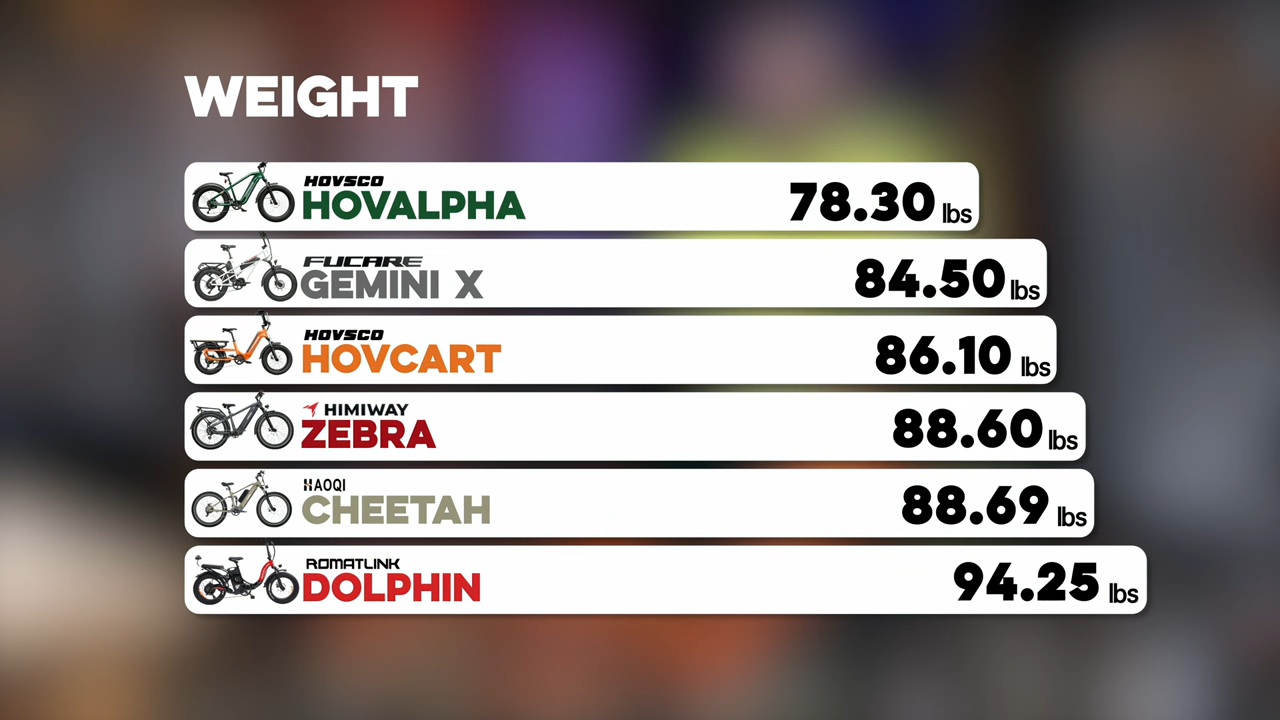 WEIGHT
HOVSCO
HOVALPHA
78.30 lbs
FUCARE
GEMINI X
84.50 lbs
HOVSCO
HOVCART
86.10 lbs
HIMIWAY
ZEBRA
88.60 lbs
HAOQI
CHEETAH
88.69 lbs
ROMATLINK
DOLPHIN
94.25 lbs